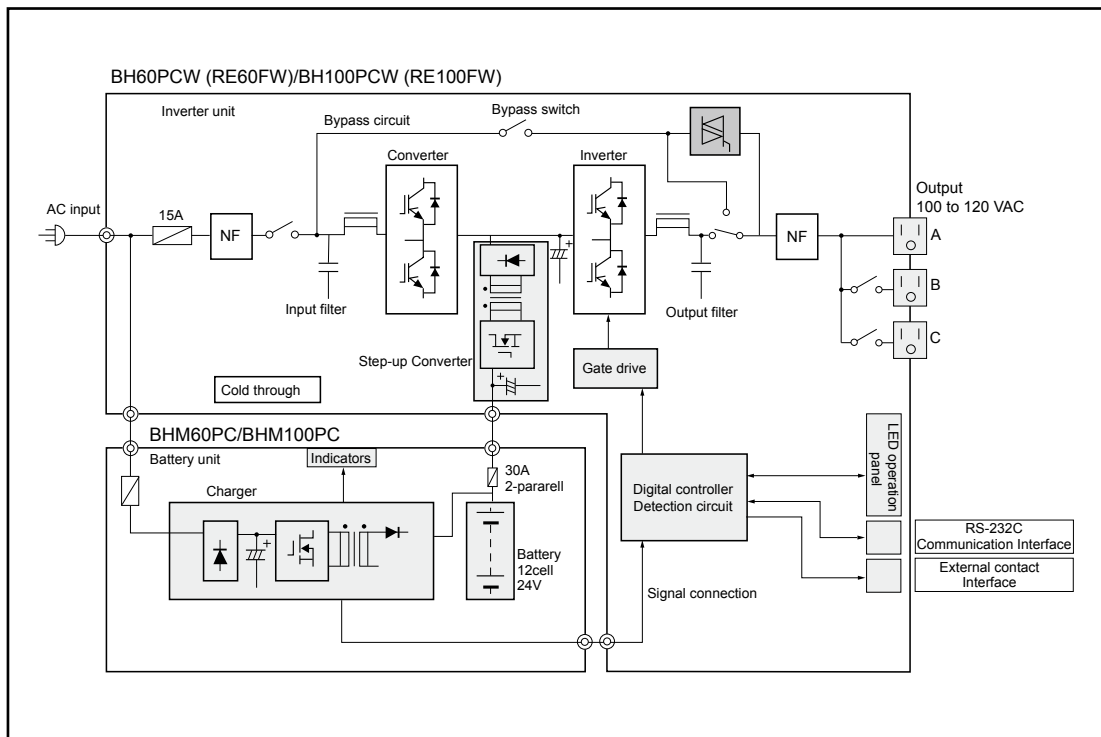 BH60PCW (RE60FW)/BH100PCW (RE100FW)
Inverter unit
Bypass circuit
Bypass switch
Converter
Inverter
AC input
15A
NF
NF
Output
100 to 120 VAC
A
B
C
Input filter
+
Output filter
Step-up Converter
+
Gate drive
Cold through
BHM60PC/BHM100PC
Battery unit
Indicators
30A
2-pararell
Charger
+
Battery
12cell
24V
Digital controller
Detection circuit
LED operation
panel
RS-232C
Communication Interface
External contact
Interface
Signal connection